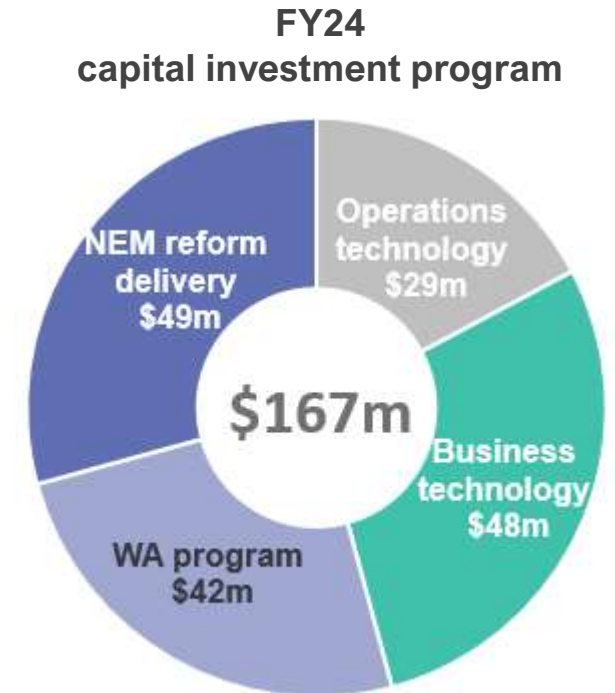 FY24
capital investment program
Operations
technology
$29m
NEM reform
delivery
$49m
$167m
Business
technology
$48m
WA program
$42m